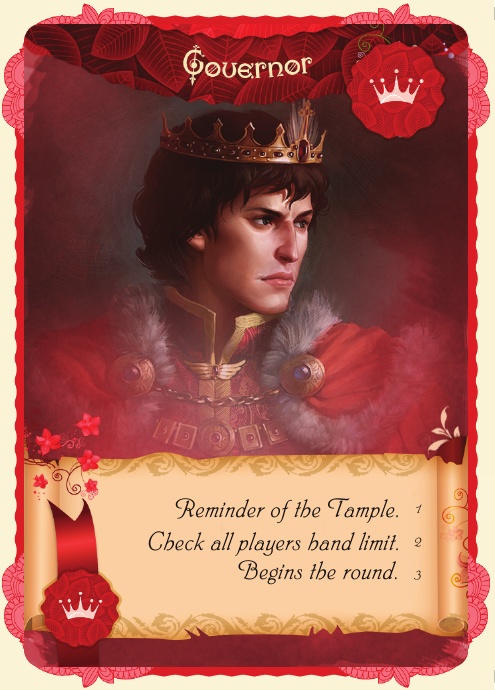 Governor
Reminder of the Tample. 1
Check all players hand limit. 2
Begins the round. 3